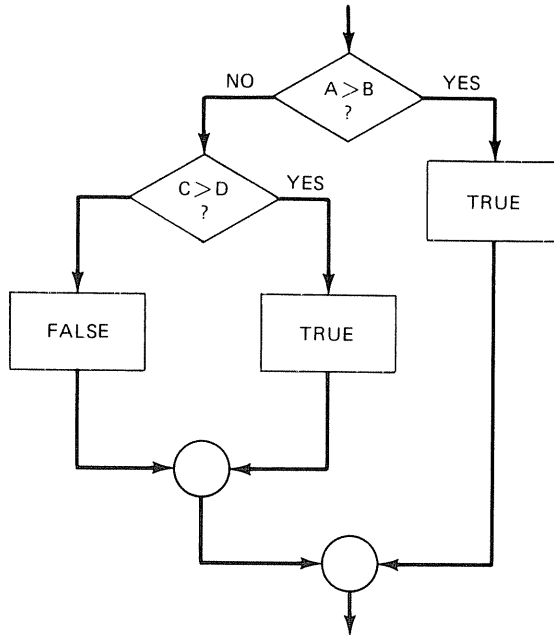 NO
A>B
?
YES
C>D
?
YES
TRUE
FALSE
TRUE